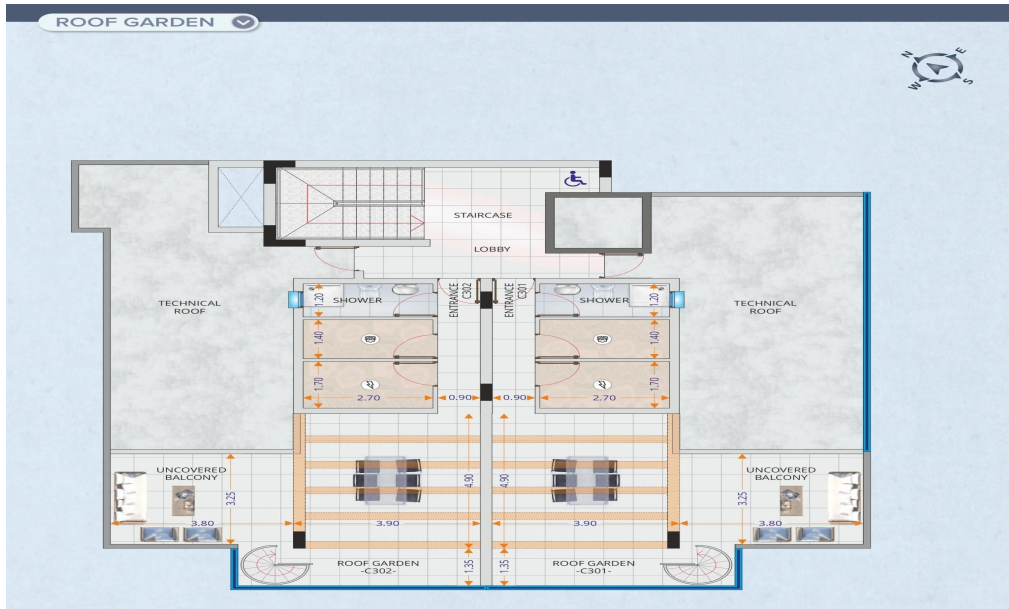 ROOF GARDEN
N
E
W
S
STAIRCASE
LOBBY
TECHNICAL
ROOF
1.20
SHOWER
ENTRANCE
C302
ENTRANCE
C301
SHOWER
1.20
TECHNICAL
ROOF
1.40
1.40
1.70
2.70
0.90
0.90
2.70
1.70
UNCOVERED
BALCONY
3.25
4.90
4.90
3.25
UNCOVERED
BALCONY
3.80
3.90
3.90
3.80
ROOF GARDEN
-C302-
1.35
1.35
ROOF GARDEN
-C301-